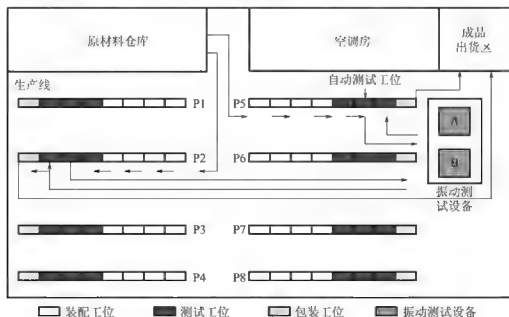 原材料仓库
空调房
成品
出货区
生产线
自动测试工位
P1
P5
A
P2
P6
B
振动测
试设备
P3
P7
P4
P8
装配工位
测试工位
包装工位
振动测试设备